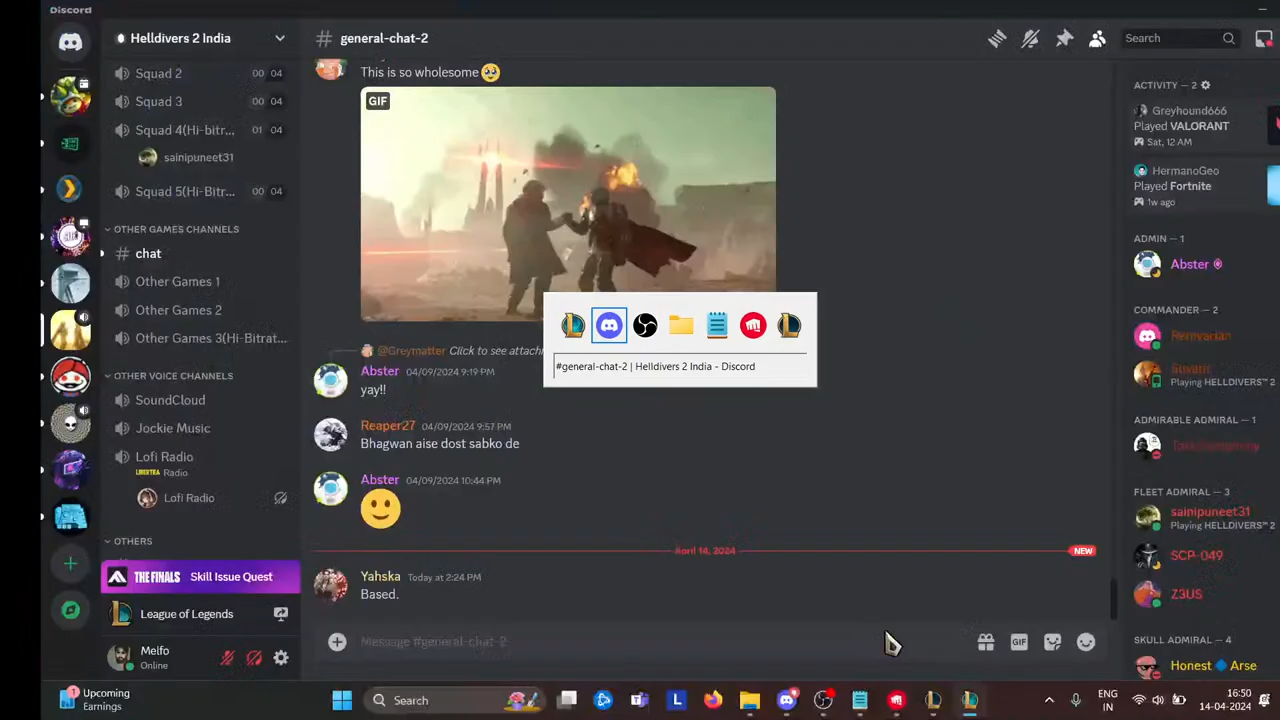 Discord
Helldivers 2 India
Squad 2
00 04
Squad 3
00 04
Squad 4(Hi-bitr...
01 04
sainipuneet31
Squad 5(Hi-Bitr...
00 04
OTHER GAMES CHANNELS
chat
Other Games 1
Other Games 2
Other Games 3(Hi-Bitrat...
OTHER VOICE CHANNELS
SoundCloud
Jockie Music
Lofi Radio
Radio
Lofi Radio
OTHERS
THE FINALS Skill Issue Quest
League of Legends
Meifo
Online
general-chat-2
Search
This is so wholesome
GIF
@Greymatter Click to see attachm
Abster 04/09/2024 9:19 PM
yay!!
Reaper27 04/09/2024 9:57 PM
Bhagwan aise dost sabko de
Abster 04/09/2024 10:44 PM
April 14, 2024
NEW
Yahska Today at 2:24 PM
Based.
Message #general-chat-2
GIF
#general-chat-2 | Helldivers 2 India - Discord
ACTIVITY — 2
Greyhound666
Played VALORANT
Sat, 12 AM
HermanoGeo
Played Fortnite
1w ago
ADMIN — 1
Abster
COMMANDER — 2
Playing HELLDIVERS™ 2
ADMIRABLE ADMIRAL — 1
FLEET ADMIRAL — 3
sainipuneet31
Playing HELLDIVERS™ 2
SCP-049
Z3US
SKULL ADMIRAL — 4
Honest Arse
1
Upcoming
Earnings
Search
ENG
IN
16:50
14-04-2024